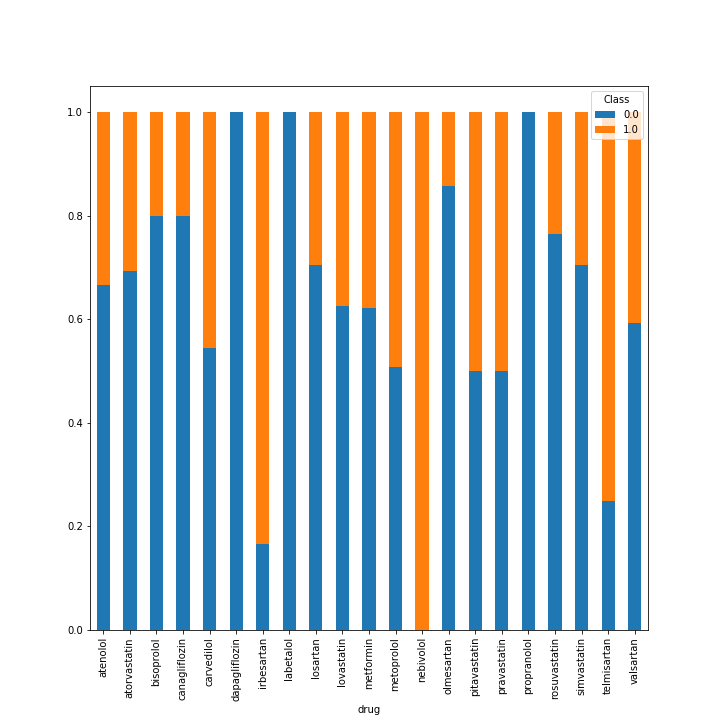 Class
0.0
1.0
1.0
0.8
0.6
0.4
0.2
0.0
atenolol
atorvastatin
bisoprolol
canagliflozin
carvedilol
dapagliflozin
irbesartan
labetalol
losartan
lovastatin
metformin
metoprolol
nebivolol
olmesartan
pitavastatin
pravastatin
propranolol
rosuvastatin
simvastatin
telmisartan
valsartan
drug